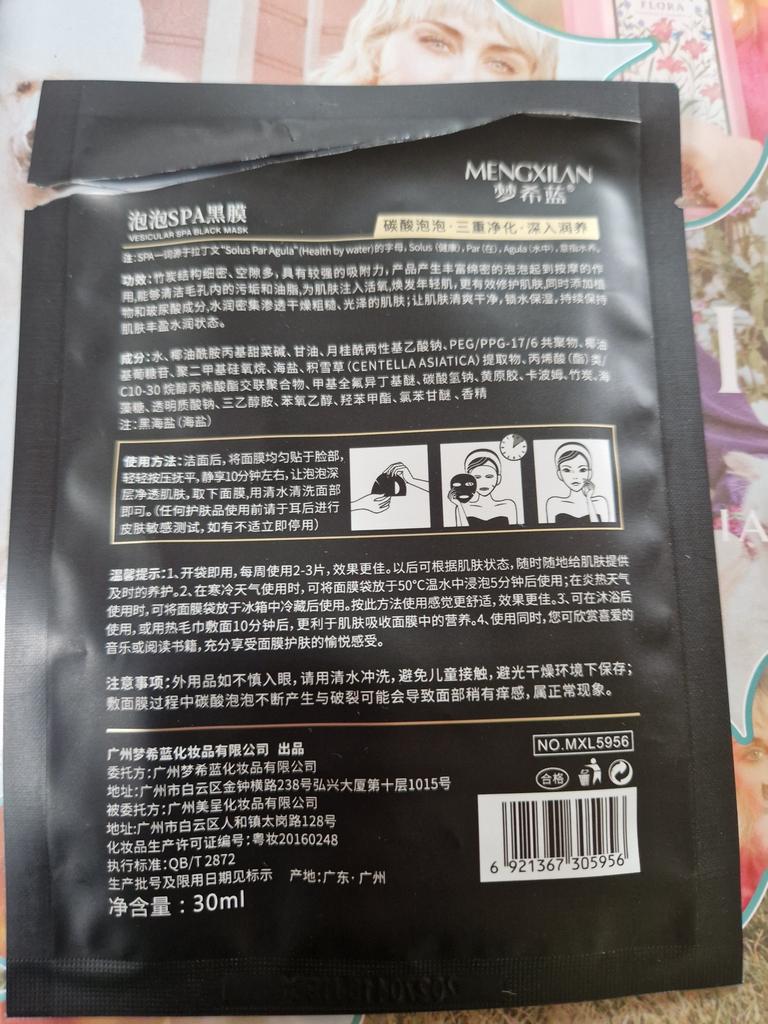 FLORA
MENGXILAN
梦希蓝®
泡泡SPA黑膜
VESICULAR SPA BLACK MASK
碳酸泡泡·三重净化·深入润养
注:SPA一词源于拉丁文"Solus Par Agula"(Health by water)的字母, Solus (健康), Par(在), Agula (水中), 意指水养。
功效:竹炭结构细密、空隙多,具有较强的吸附力,产品产生丰富绵密的泡泡起到按摩的作
用,能够清洁毛孔内的污垢和油脂,为肌肤注入活氧,焕发年轻肌,更有效修护肌肤,同时添加植
物和玻尿酸成分,水润密集渗透干燥粗糙、光泽的肌肤;让肌肤清爽干净,锁水保湿,持续保持
肌肤丰盈水润状态。
成分:水、椰油酰胺丙基甜菜碱、甘油、月桂酰两性基乙酸钠、PEG/PPG-17/6 共聚物、椰油
基葡糖苷、聚二甲基硅氧烷、海盐、积雪草(CENTELLA ASIATICA)提取物、丙烯酸(酯)类/
C10-30 烷醇丙烯酸酯交联聚合物、甲基全氟异丁基醚、碳酸氢钠、黄原胶、卡波姆、竹炭、海
藻糖、透明质酸钠、三乙醇胺、苯氧乙醇、羟苯甲酯、氯苯甘醚、香精
注:黑海盐(海盐)
使用方法:洁面后,将面膜均匀贴于脸部,
轻轻按压抚平,静享10分钟左右,让泡泡深
层净透肌肤,取下面膜,用清水清洗面部
即可。(任何护肤品使用前请于耳后进行
皮肤敏感测试,如有不适立即停用)
温馨提示:1、开袋即用,每周使用2-3片,效果更佳。以后可根据肌肤状态,随时随地给肌肤提供
及时的养护。2、在寒冷天气使用时,可将面膜袋放于50°C温水中浸泡5分钟后使用;在炎热天气
使用时,可将面膜袋放于冰箱中冷藏后使用。按此方法使用感觉更舒适,效果更佳。3、可在沐浴后
使用,或用热毛巾敷面10分钟后,更利于肌肤吸收面膜中的营养。4、使用同时,您可欣赏喜爱的
音乐或阅读书籍,充分享受面膜护肤的愉悦感受。
注意事项:外用品如不慎入眼,请用清水冲洗,避免儿童接触,避光干燥环境下保存;
敷面膜过程中碳酸泡泡不断产生与破裂可能会导致面部稍有痒感,属正常现象。
广州梦希蓝化妆品有限公司 出品
委托方:广州梦希蓝化妆品有限公司
地址:广州市白云区金钟横路238号弘兴大厦第十层1015号
被委托方:广州美呈化妆品有限公司
地址:广州市白云区人和镇太岗路128号
化妆品生产许可证编号:粤妆20160248
执行标准:QB/T 2872
生产批号及限用日期见标示 产地:广东·广州
净含量:30ml
NO.MXL5956
合格
6 921367 305956